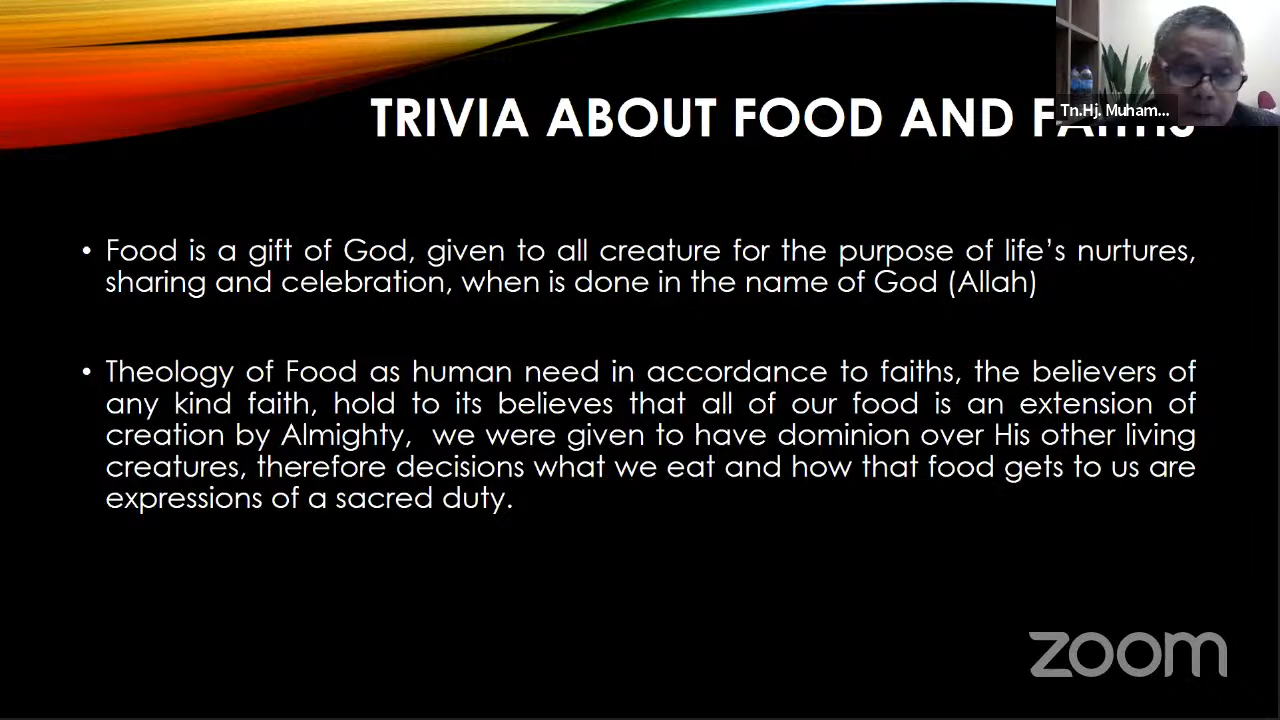 TRIVIA ABOUT FOOD AND FAITHS
Tn.Hj. Muham...
• Food is a gift of God, given to all creature for the purpose of life’s nurtures,
sharing and celebration, when is done in the name of God (Allah)
• Theology of Food as human need in accordance to faiths, the believers of
any kind faith, hold to its believes that all of our food is an extension of
creation by Almighty, we were given to have dominion over His other living
creatures, therefore decisions what we eat and how that food gets to us are
expressions of a sacred duty.
zoom